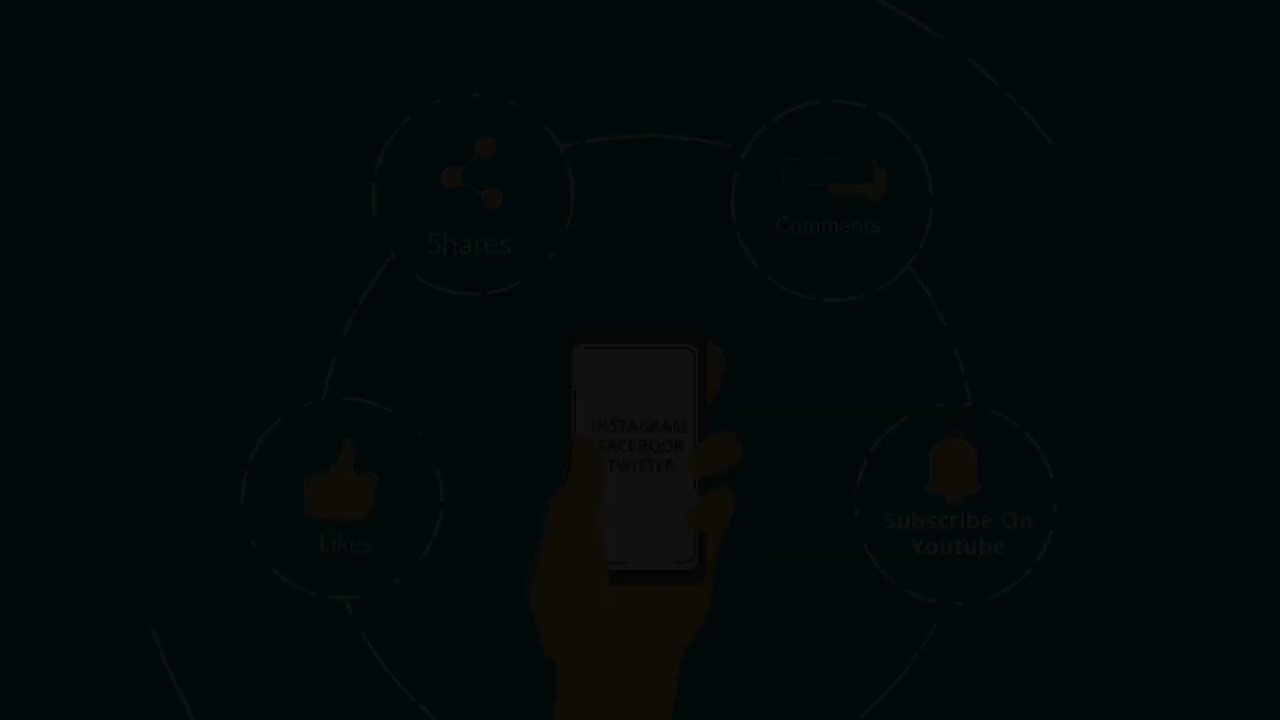 Shares
Comments
INSTAGRAM
FACEBOOK
TWITTER
Likes
Subscribe On
Youtube